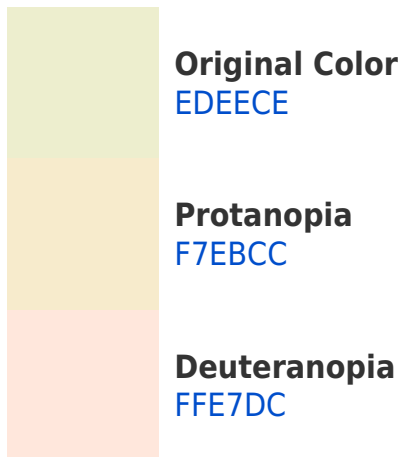 Original Color
EDEECE
Protanopia
F7EBCC
Deuteranopia
FFE7DC